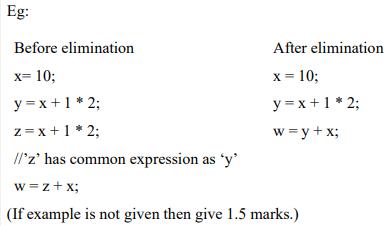 Eg:
Before elimination After elimination
x= 10; x = 10;
y = x + 1 * 2; y = x + 1 * 2;
z = x + 1 * 2; w = y + x;
//’z’ has common expression as ‘y’
w = z + x;
(If example is not given then give 1.5 marks.)